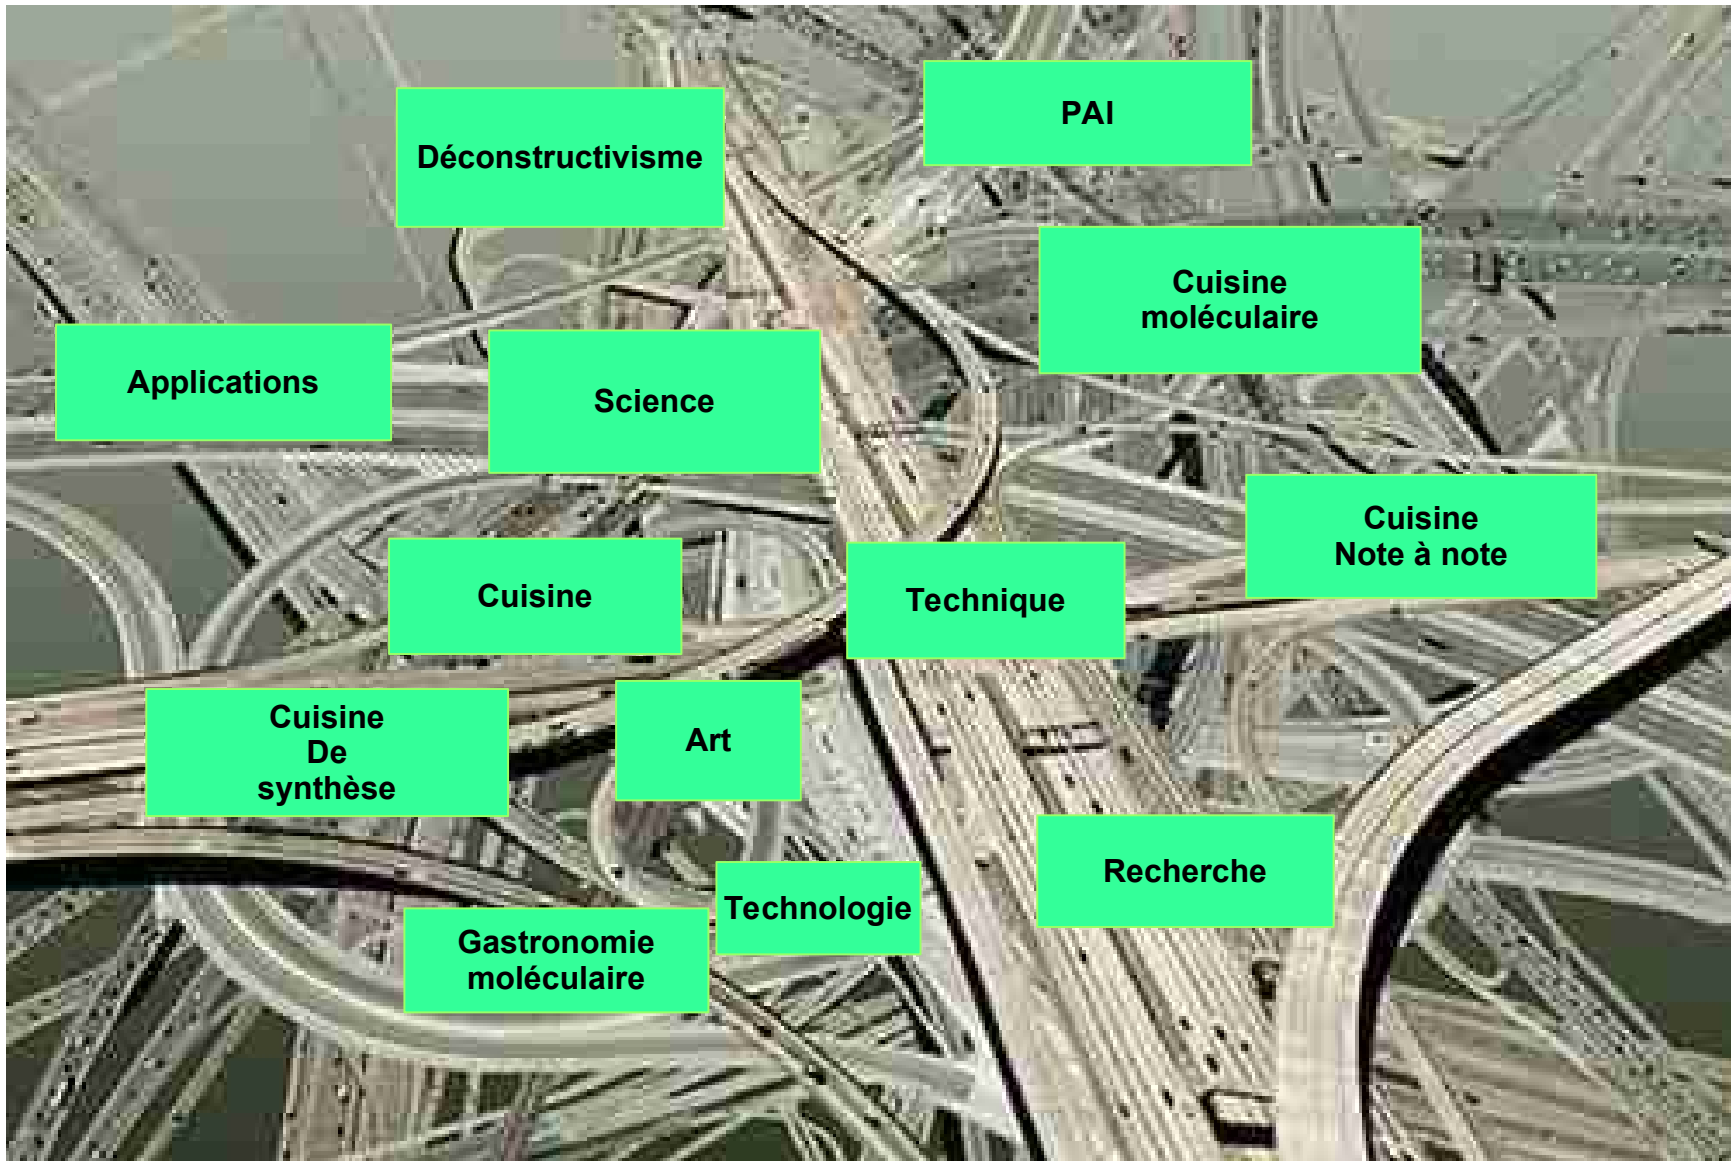 PAI
Déconstructivisme
Cuisine
moléculaire
Applications
Science
Cuisine
Note à note
Cuisine
Technique
Cuisine
De
synthèse
Art
Recherche
Technologie
Gastronomie
moléculaire